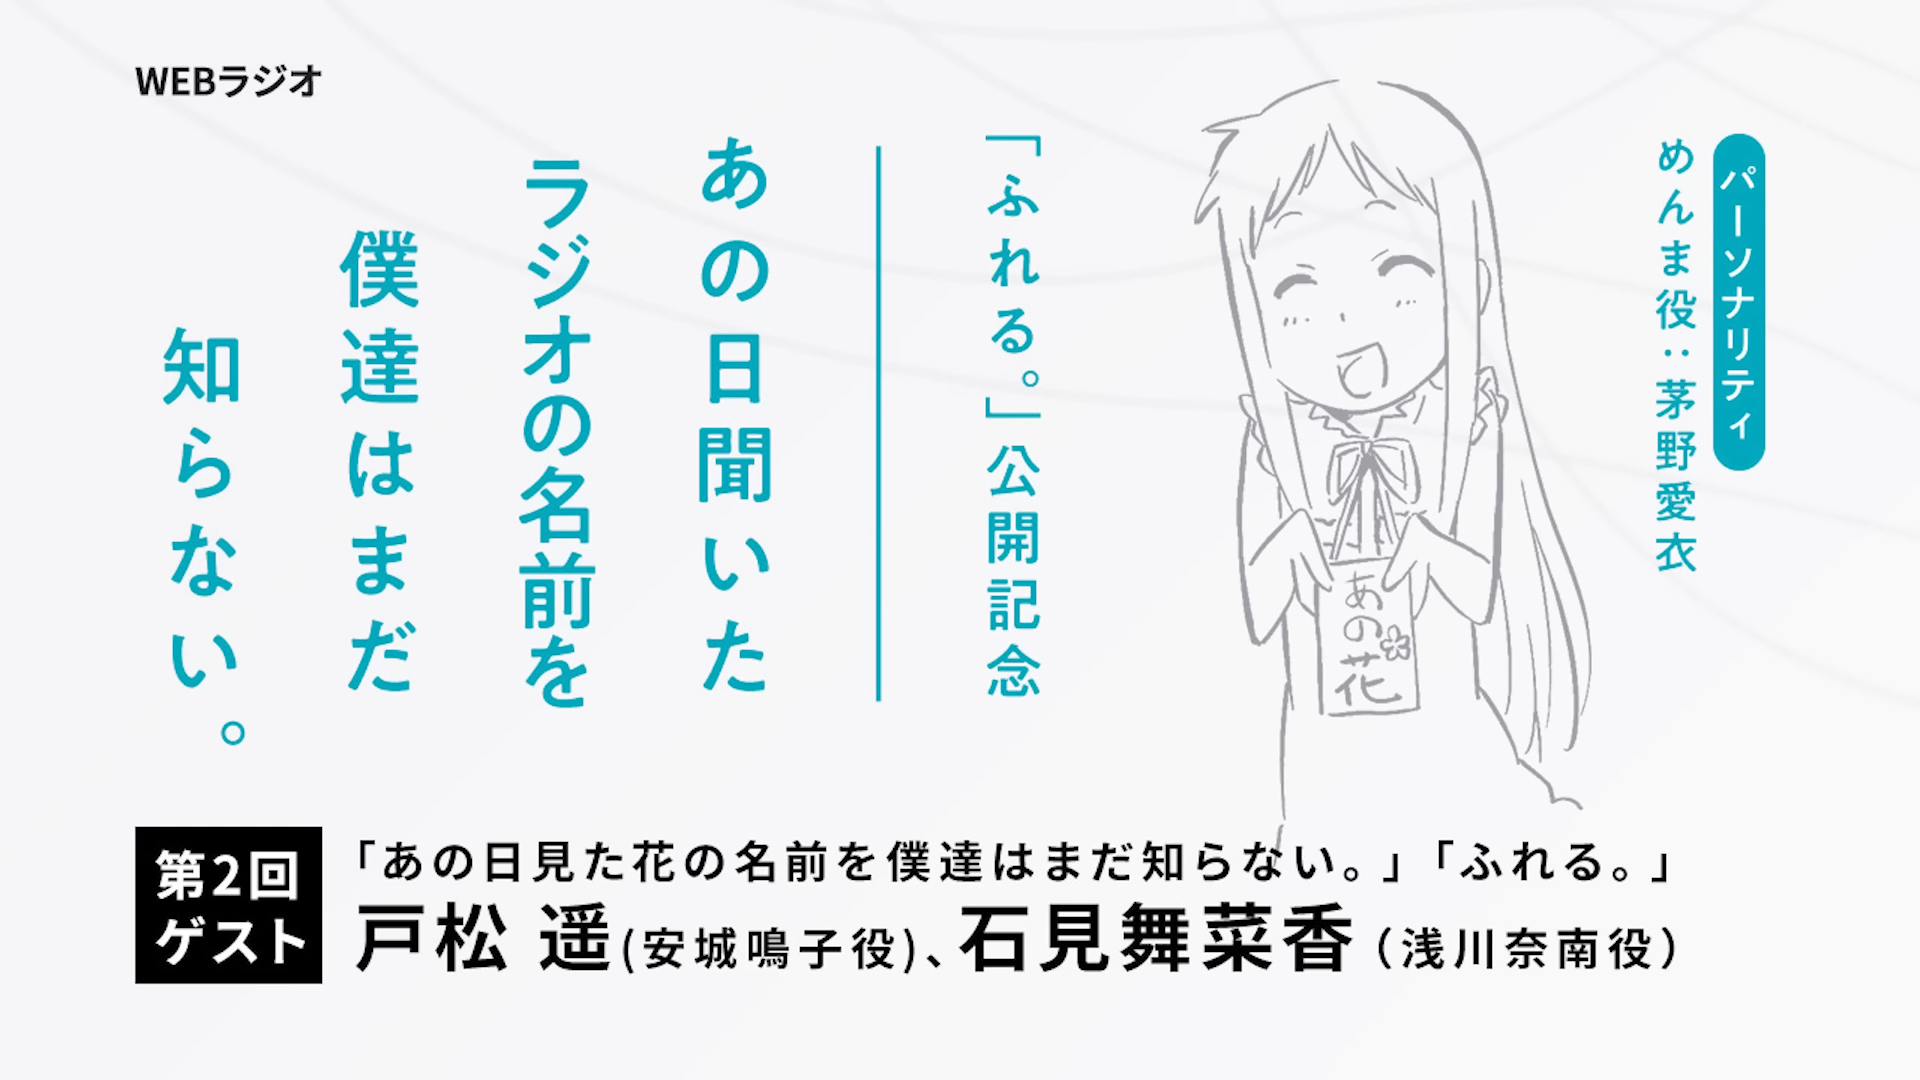 WEBラジオ
パーソナリティ
めんま役：茅野愛衣
「ふれる。」公開記念
あの日聞いた
ラジオの名前を
僕達はまだ
知らない。
あの
花
第2回
ゲスト
「あの日見た花の名前を僕達はまだ知らない。」「ふれる。」
戸松 遥(安城鳴子役)、石見舞菜香（浅川奈南役）